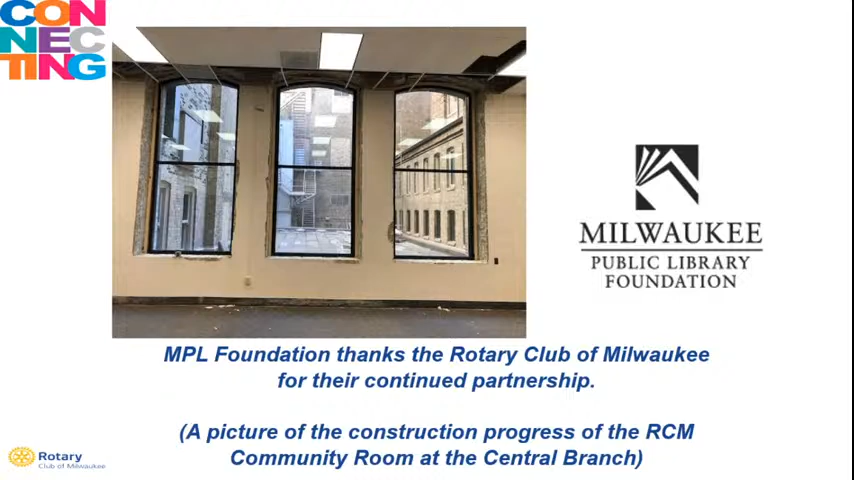 CON
NEC
TING
MILWAUKEE
PUBLIC LIBRARY
FOUNDATION
MPL Foundation thanks the Rotary Club of Milwaukee
for their continued partnership.
(A picture of the construction progress of the RCM
Community Room at the Central Branch)
Rotary
Club of Milwaukee